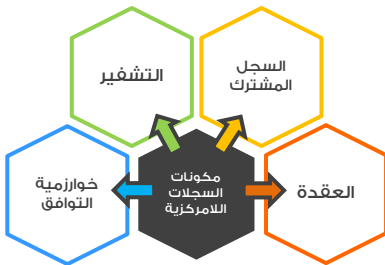 السجل
المشترك
التشفير
العقدة
مكونات
السجلات
اللامركزية
خوارزمية
التوافق